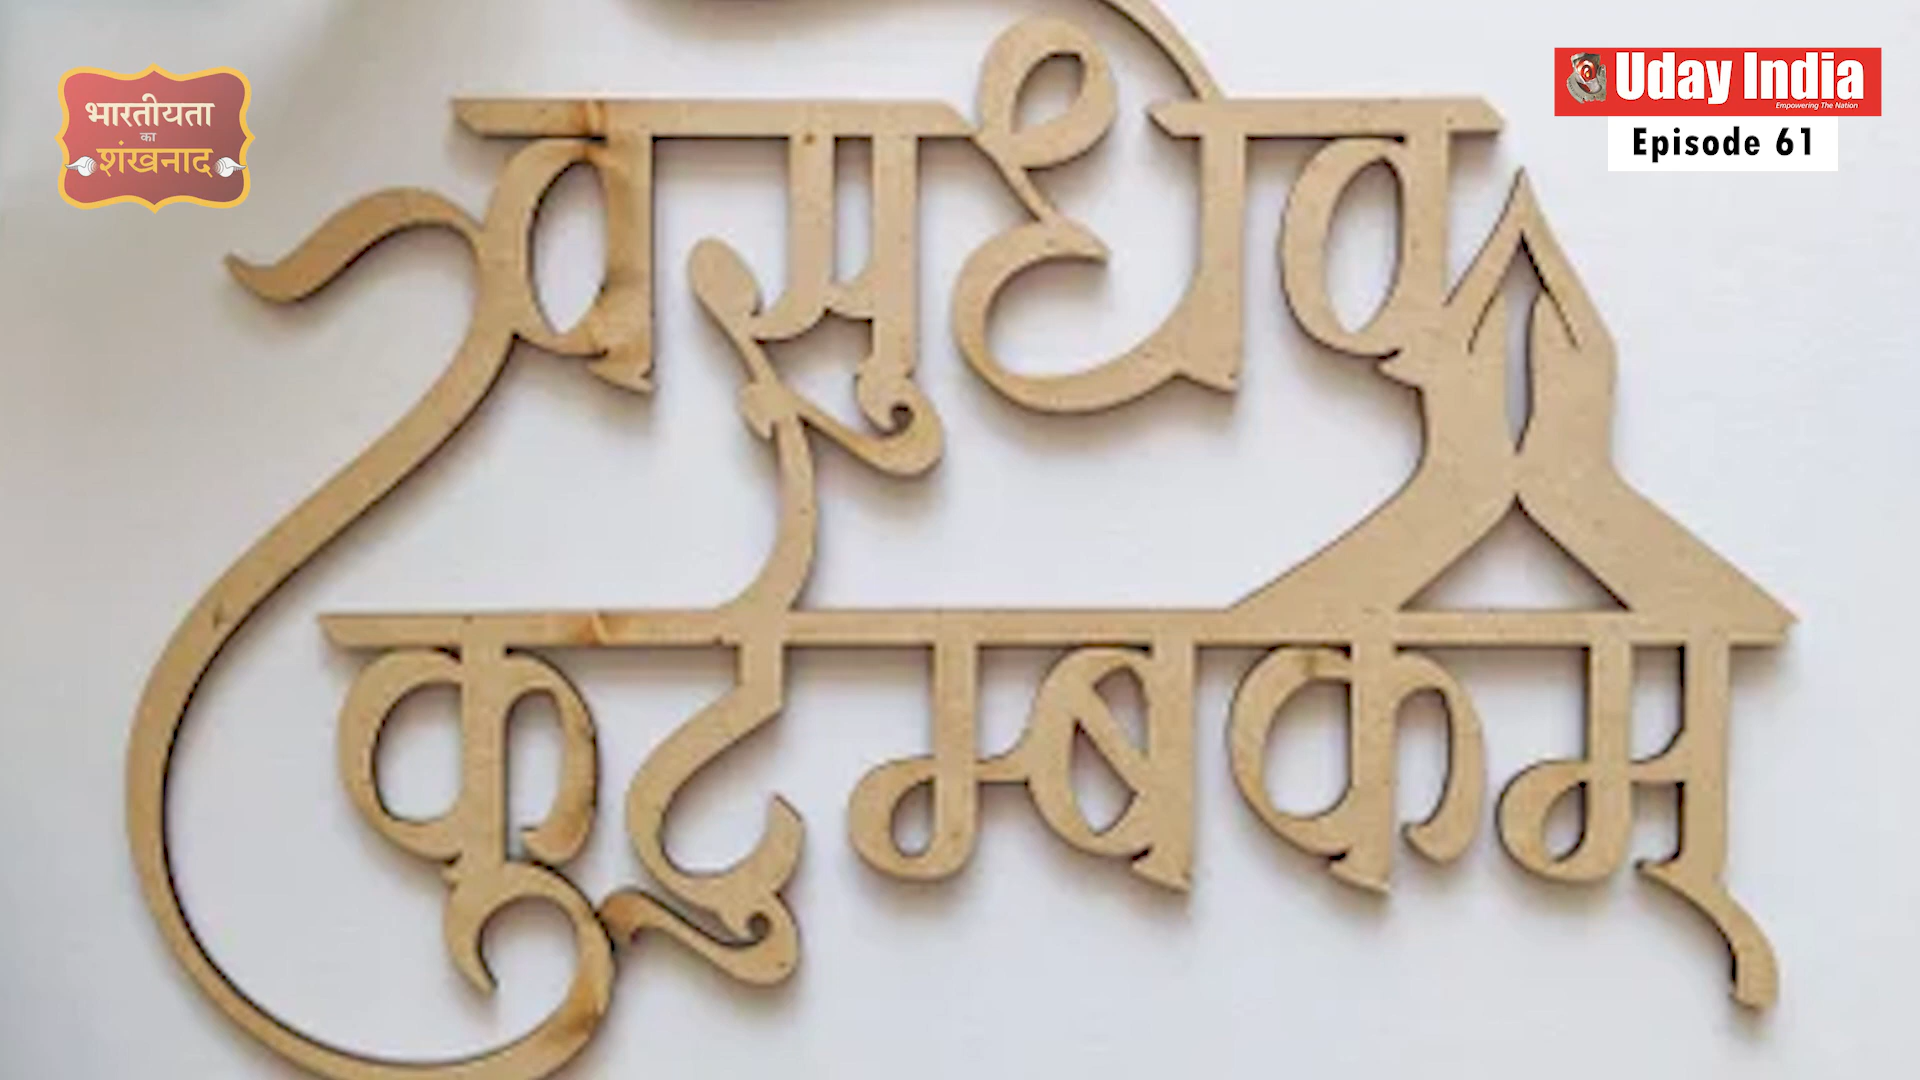 भारतीयता
का
शंखनाद
Uday India
Empowering The Nation
Episode 61
वसुधैव
कुटुम्बकम्